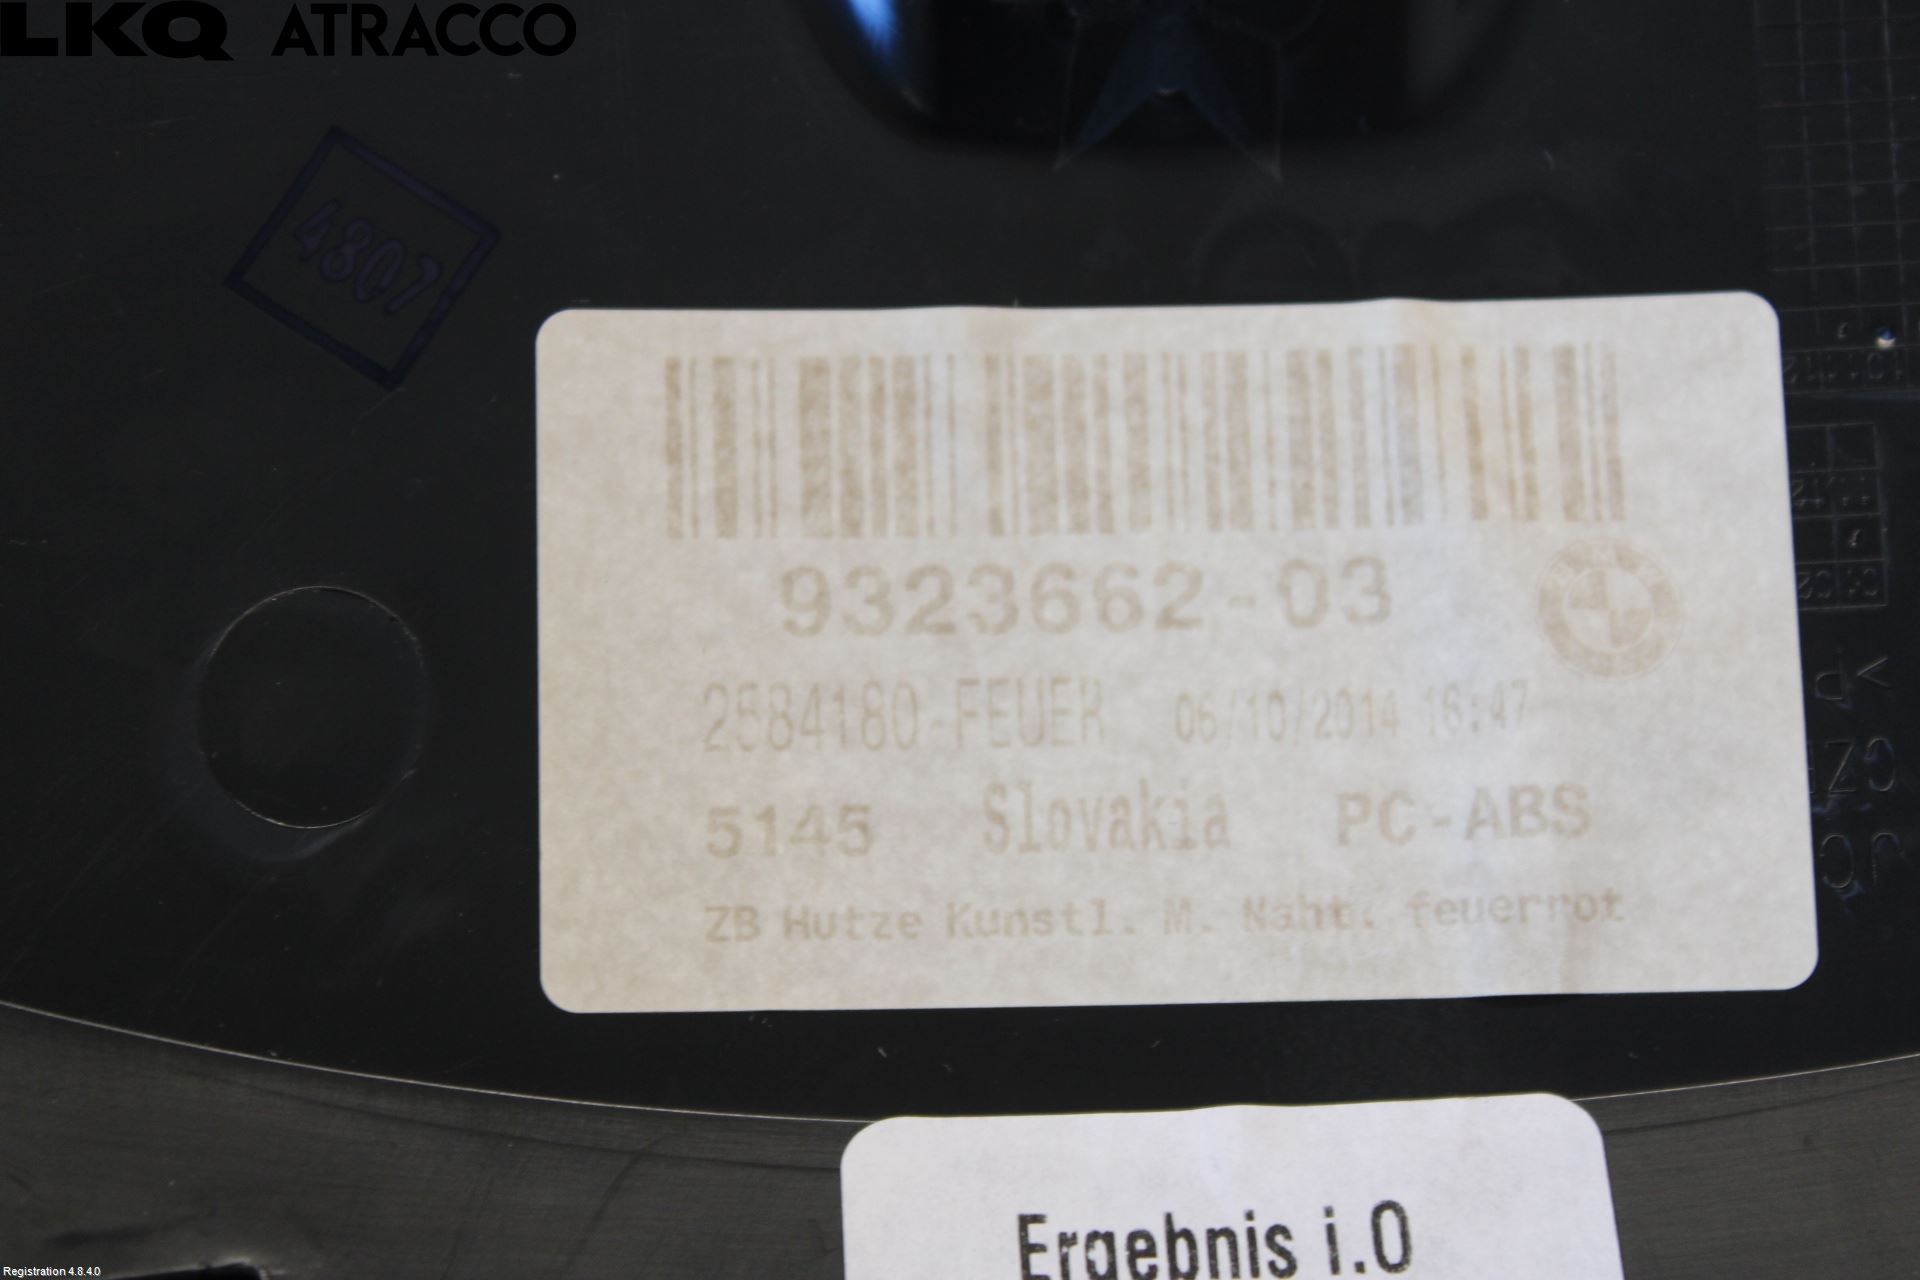 LKQ ATRACCO
4807
9323662-03
2584180-FEUER 06/10/2014 16:47
5145 Slovakia PC-ABS
ZB Hutze Kunstl. M. Naht. feuerrot
Ergebnis i.O
Registration 4.8.4.0